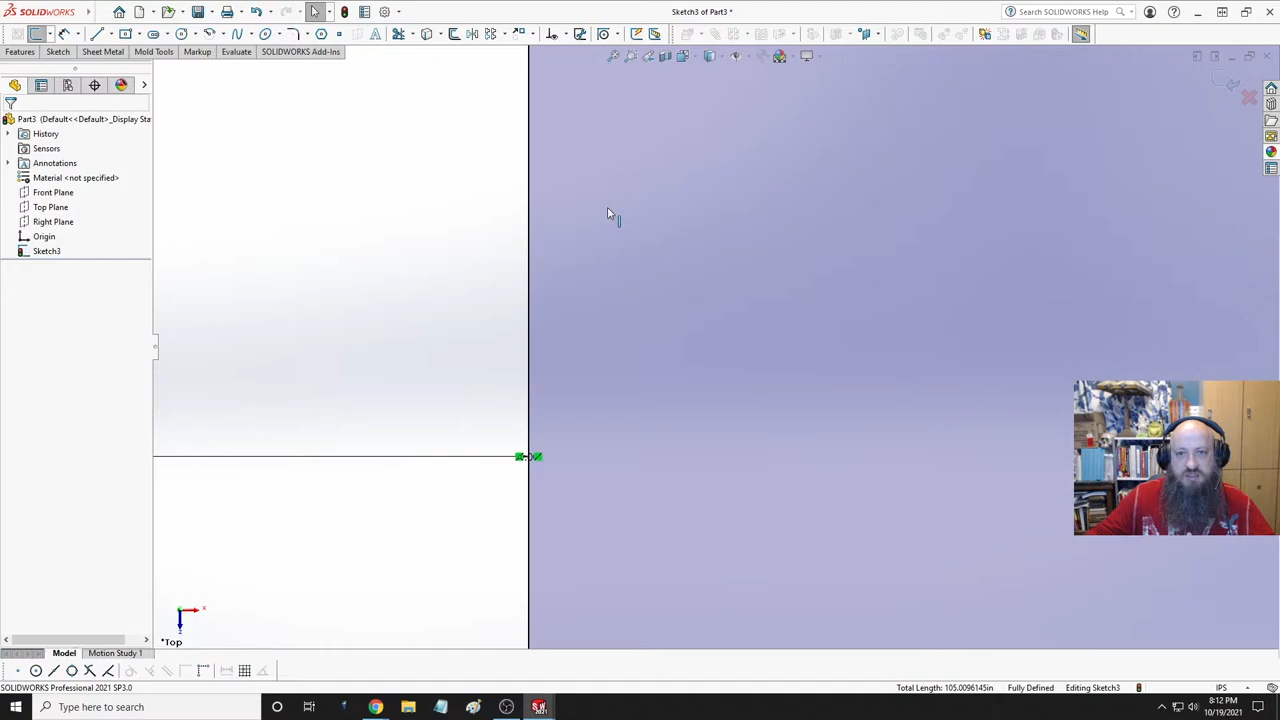 SOLIDWORKS
Sketch3 of Part3 *
Search SOLIDWORKS Help
Features
Sketch
Sheet Metal
Mold Tools
Markup
Evaluate
SOLIDWORKS Add-Ins
Part3 (Default<<Default>_Display Sta
History
Sensors
Annotations
Material <not specified>
Front Plane
Top Plane
Right Plane
Origin
Sketch3
x
z
*Top
Model
Motion Study 1
SOLIDWORKS Professional 2021 SP3.0
Total Length: 105.0096145in
Fully Defined
Editing Sketch3
IPS
Type here to search
8:12 PM
10/19/2021